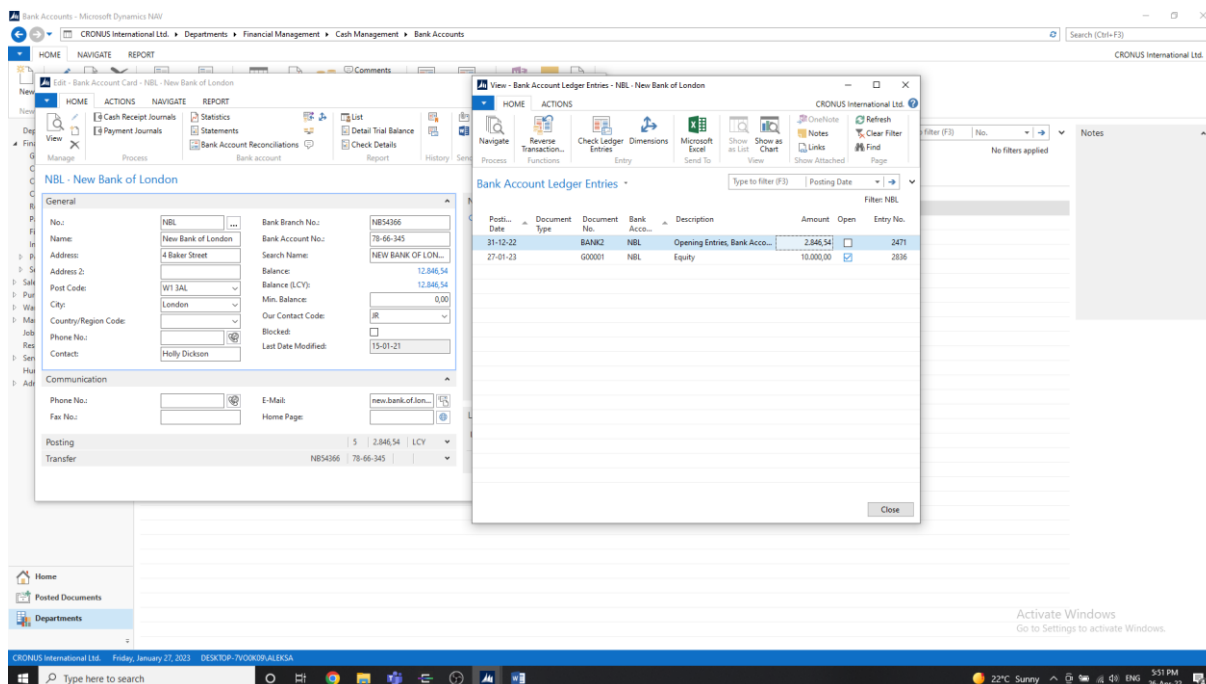 Bank Accounts - Microsoft Dynamics NAV
CRONUS International Ltd. Departments Financial Management Cash Management Bank Accounts
Search (Ctrl+F3)
HOME NAVIGATE REPORT
CRONUS International Ltd.
Comments
New
New
Edit - Bank Account Card - NBL - New Bank of London
HOME ACTIONS NAVIGATE REPORT
View
Cash Receipt Journals
Payment Journals
Statistics
Statements
Bank Account Reconciliations
List
Detail Trial Balance
Check Details
Manage Process Bank account Report History Send
NBL · New Bank of London
General
No.: NBL
Name: New Bank of London
Address: 4 Baker Street
Address 2:
Post Code: W1 3AL
City: London
Country/Region Code:
Phone No.:
Contact: Holly Dickson
Bank Branch No.: NB54366
Bank Account No.: 78-66-345
Search Name: NEW BANK OF LON...
Balance: 12.846,54
Balance (LCY): 12.846,54
Min. Balance: 0,00
Our Contact Code: JR
Blocked:
Last Date Modified: 15-01-21
Communication
Phone No.:
Fax No.:
E-Mail: new.bank.of.lon...
Home Page:
Posting 5 2.846,54 LCY
Transfer NB54366 78-66-345
View - Bank Account Ledger Entries - NBL · New Bank of London
HOME ACTIONS
CRONUS International Ltd.
Navigate
Reverse Transaction...
Check Ledger Entries
Dimensions
Microsoft Excel
Show as List
Show as Chart
OneNote
Notes
Links
Refresh
Clear Filter
Find
Process Functions Entry Send To View Show Attached Page
Bank Account Ledger Entries
Type to filter (F3) Posting Date
Filter: NBL
Posti... Date Document Type Document No. Bank Acco... Description Amount Open Entry No.
31-12-22 BANK2 NBL Opening Entries, Bank Acco... 2.846,54 2471
27-01-23 G00001 NBL Equity 10.000,00 2836
Close
filter (F3) No.
No filters applied
Notes
Home
Posted Documents
Departments
Activate Windows
Go to Settings to activate Windows.
CRONUS International Ltd. Friday, January 27, 2023 DESKTOP-7VO0K09\ALEKSA
Type here to search
22°C Sunny
ENG
5:51 PM